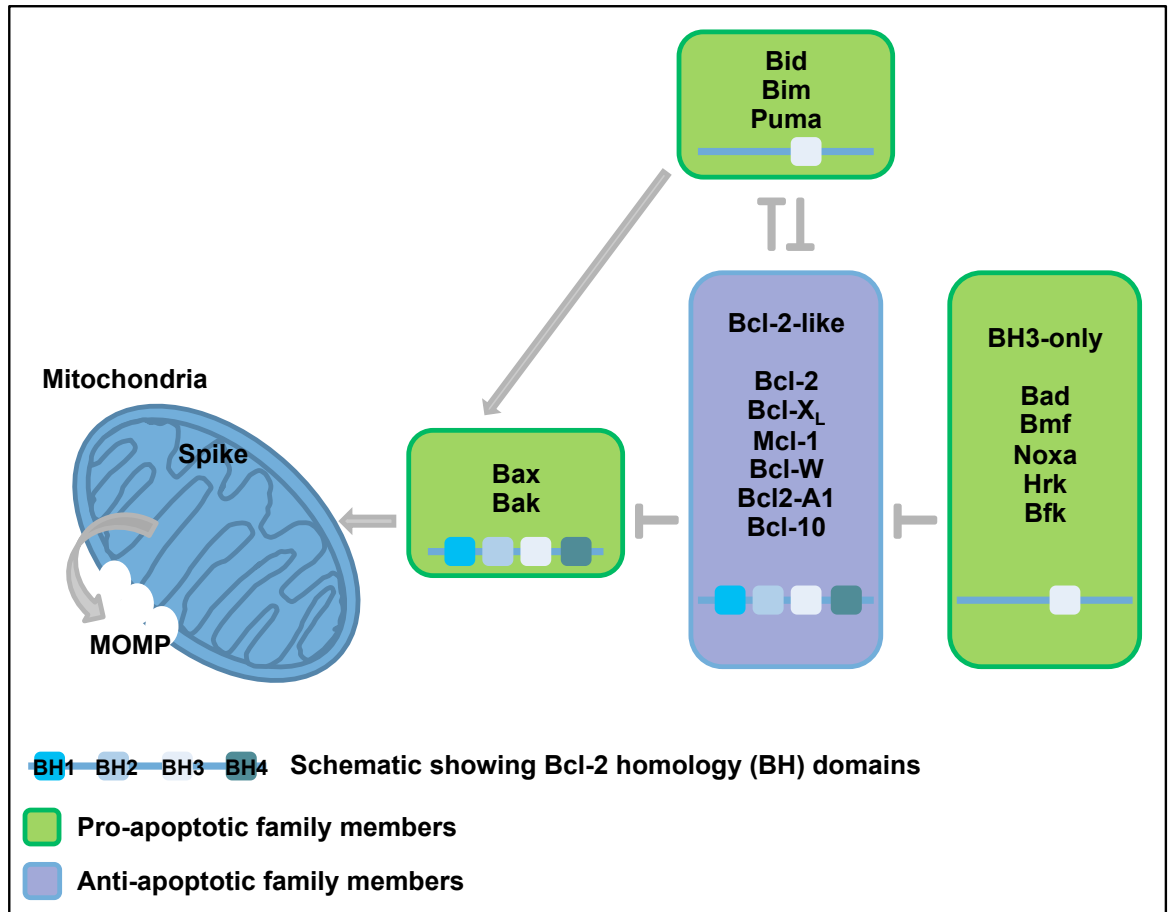 Bid
Bim
Puma
Bcl-2-like
Bcl-2
Bcl-XL
Mcl-1
Bcl-W
Bcl2-A1
Bcl-10
BH3-only
Bad
Bmf
Noxa
Hrk
Bfk
Mitochondria
Spike
Bax
Bak
MOMP
BH1 BH2 BH3 BH4 Schematic showing Bcl-2 homology (BH) domains
Pro-apoptotic family members
Anti-apoptotic family members